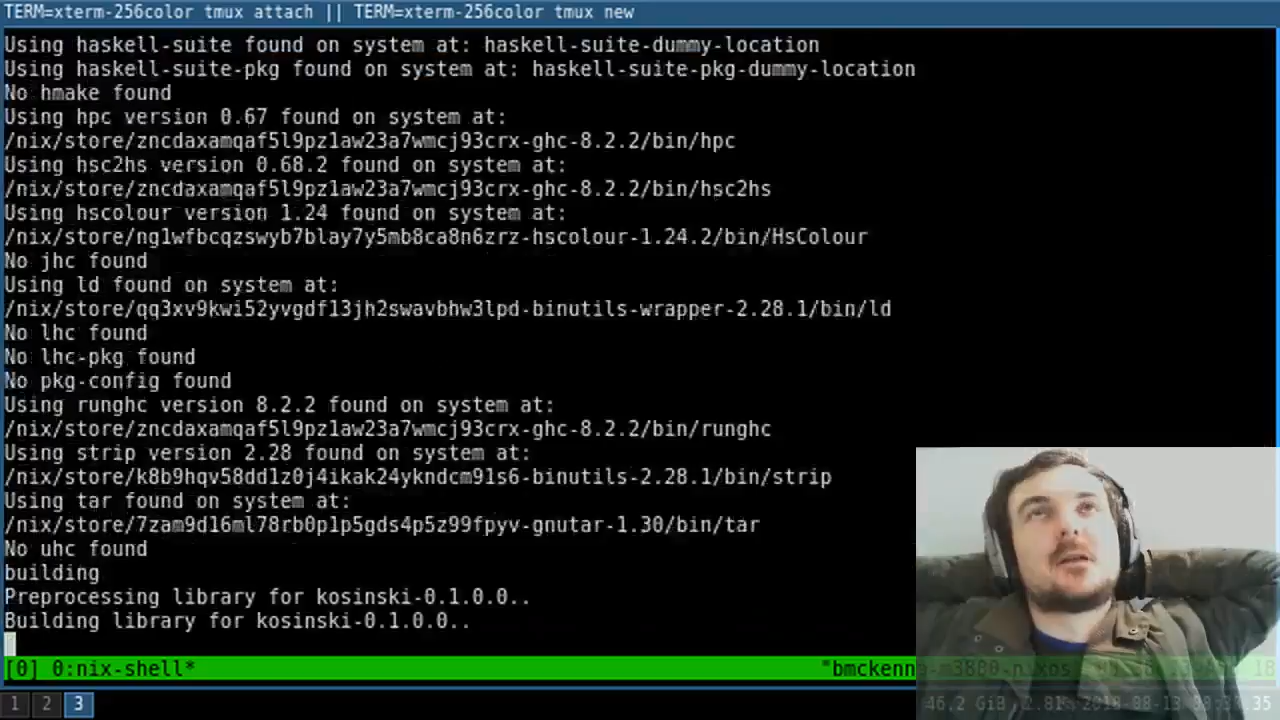 TERM=xterm-256color tmux attach || TERM=xterm-256color tmux new
Using haskell-suite found on system at: haskell-suite-dummy-location
Using haskell-suite-pkg found on system at: haskell-suite-pkg-dummy-location
No hmake found
Using hpc version 0.67 found on system at:
/nix/store/zncdaxamqaf5l9pz1aw23a7wmcj93crx-ghc-8.2.2/bin/hpc
Using hsc2hs version 0.68.2 found on system at:
/nix/store/zncdaxamqaf5l9pz1aw23a7wmcj93crx-ghc-8.2.2/bin/hsc2hs
Using hscolour version 1.24 found on system at:
/nix/store/ng1wfbcqzswyb7blay7y5mb8ca8n6zrz-hscolour-1.24.2/bin/HsColour
No jhc found
Using ld found on system at:
/nix/store/qq3xv9kwi52yvgdf13jh2swavbhw3lpd-binutils-wrapper-2.28.1/bin/ld
No lhc found
No lhc-pkg found
No pkg-config found
Using runghc version 8.2.2 found on system at:
/nix/store/zncdaxamqaf5l9pz1aw23a7wmcj93crx-ghc-8.2.2/bin/runghc
Using strip version 2.28 found on system at:
/nix/store/k8b9hqv58dd1z0j4ikak24ykndcm91s6-binutils-2.28.1/bin/strip
Using tar found on system at:
/nix/store/7zam9d16ml78rb0p1p5gds4p5z99fpyv-gnutar-1.30/bin/tar
No uhc found
building
Preprocessing library for kosinski-0.1.0.0..
Building library for kosinski-0.1.0.0..
[0] 0:nix-shell* "bmckenna-m3800-nixos
1 2 3 46.2 GiB 2.81%